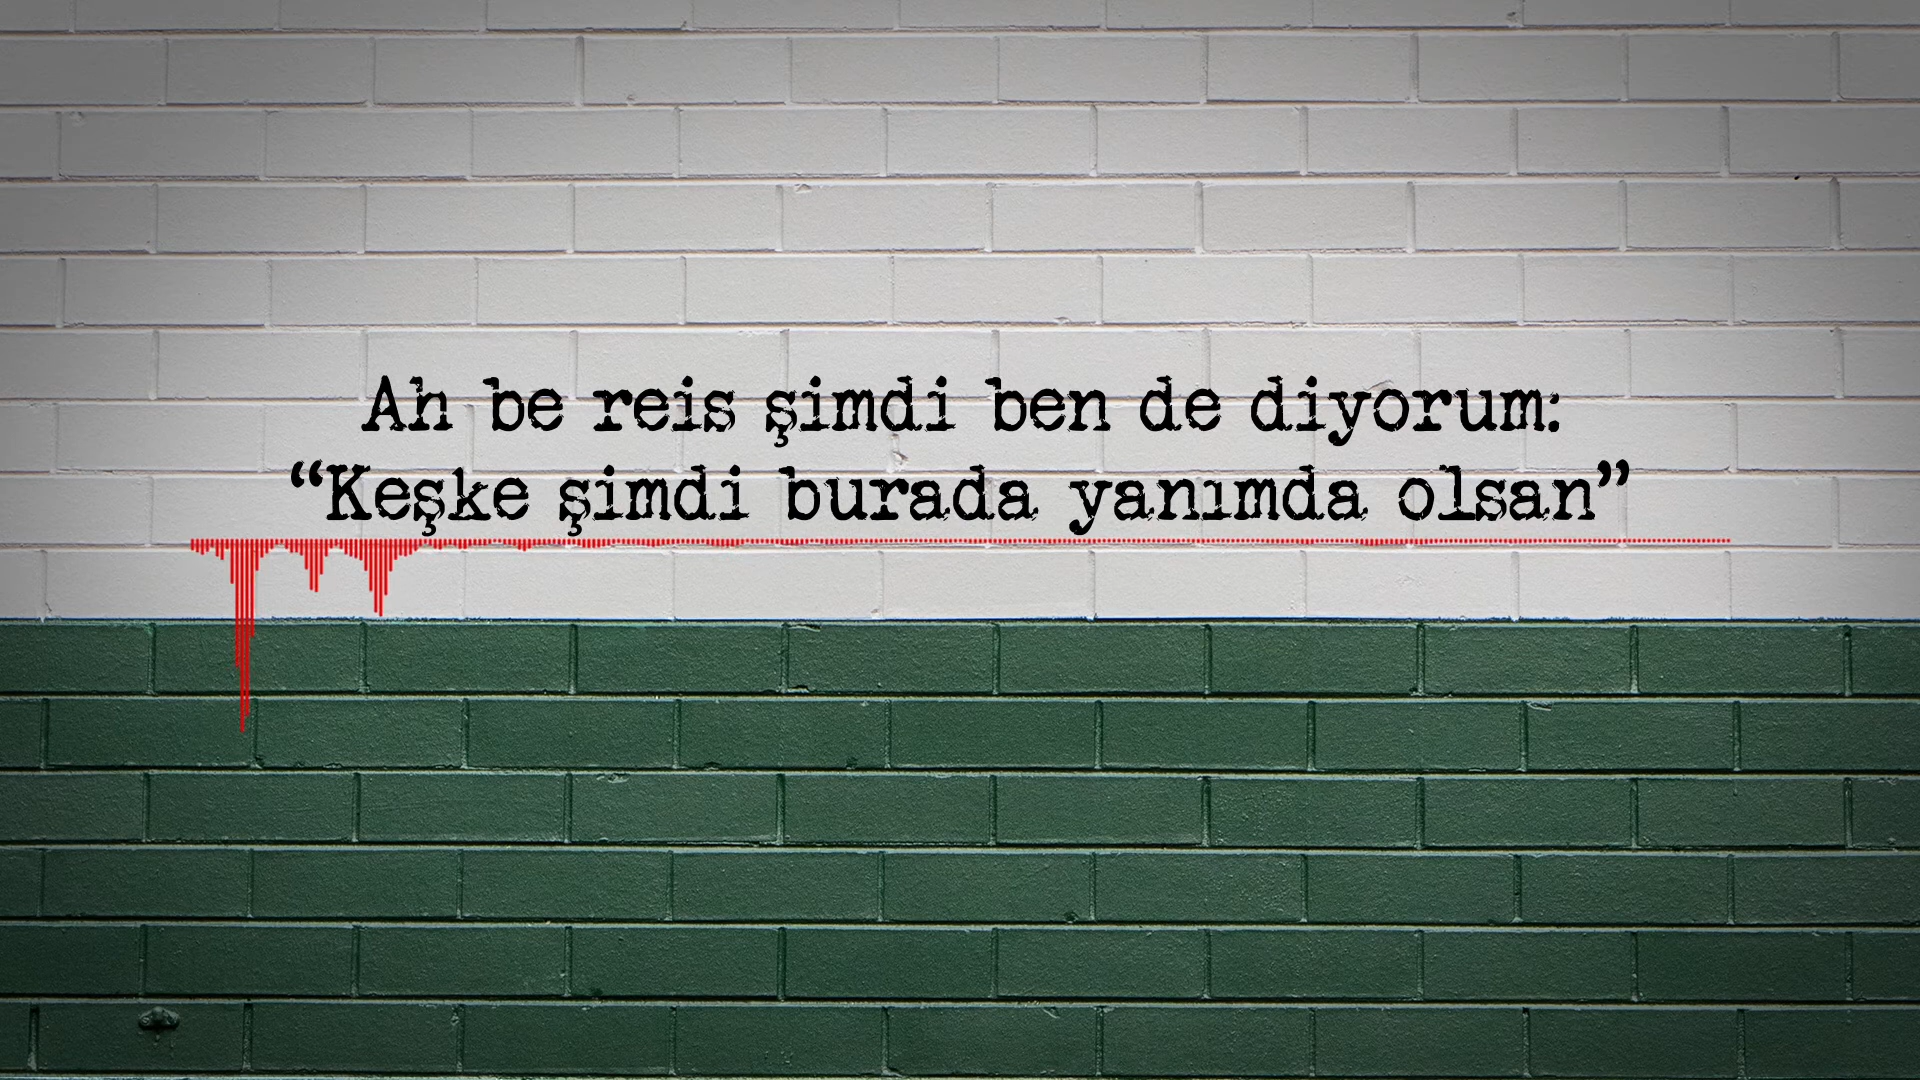 Ah be reis şimdi ben de diyorum:
“Keşke şimdi burada yanımda olsan”